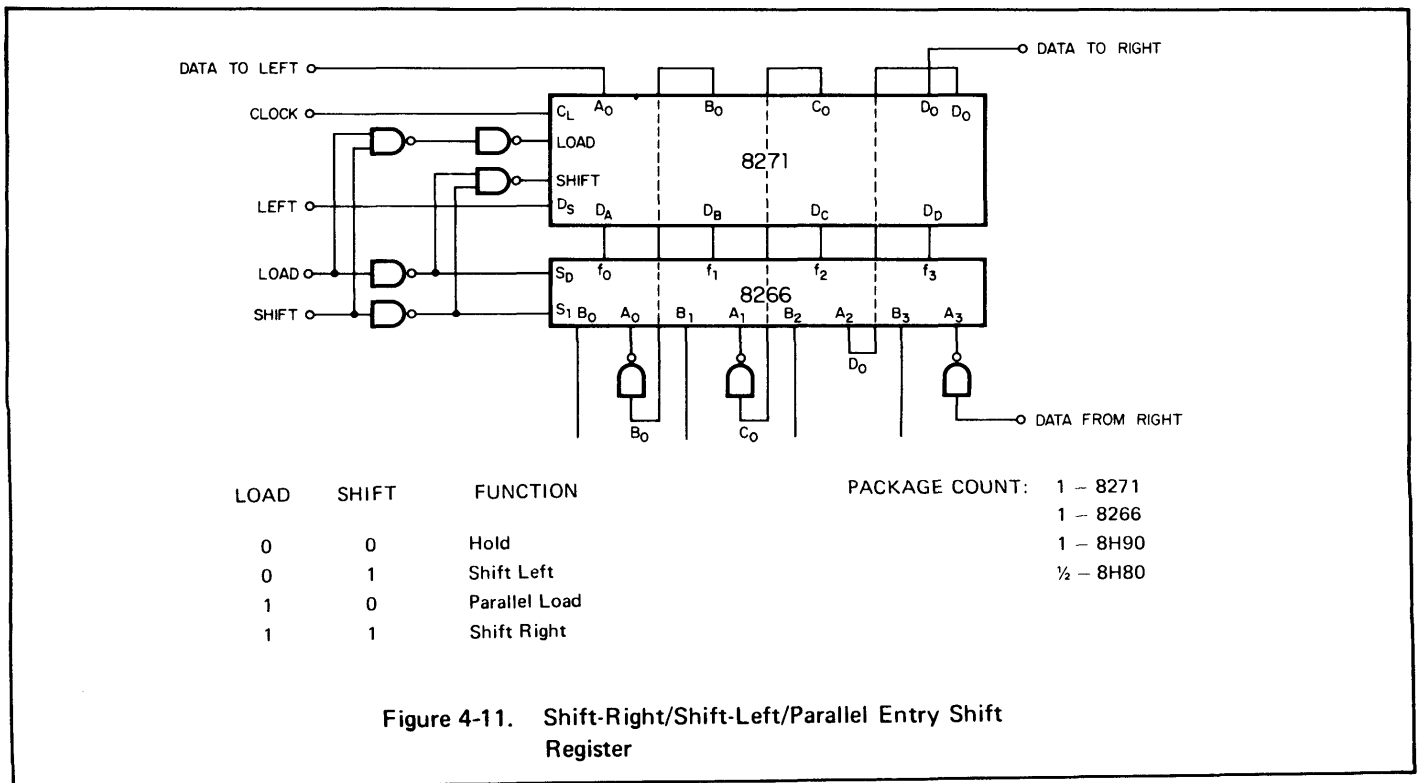 DATA TO RIGHT
DATA TO LEFT
CLOCK
CL A0 B0 C0 D0 D0
LOAD
8271
SHIFT
LEFT
DS DA DB DC DD
LOAD
SD f0 f1 f2 f3
8266
SHIFT
S1 B0 A0 B1 A1 B2 A2 B3 A3
D0
DATA FROM RIGHT
B0 C0
LOAD SHIFT FUNCTION
0 0 Hold
0 1 Shift Left
1 0 Parallel Load
1 1 Shift Right
PACKAGE COUNT: 1 – 8271
1 – 8266
1 – 8H90
½ – 8H80
Figure 4-11. Shift-Right/Shift-Left/Parallel Entry Shift
Register